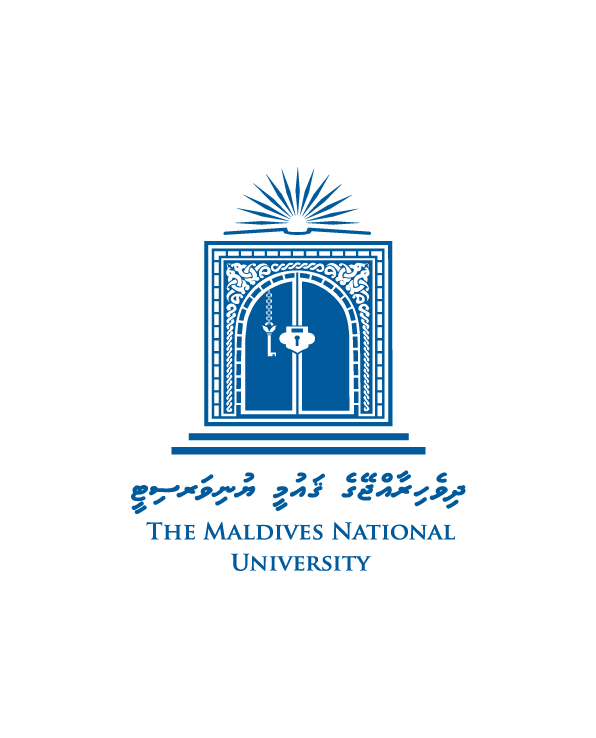 ދިވެހިރާއްޖޭގެ ޤައުމީ ޔުނިވަރސިޓީ
The Maldives National
University